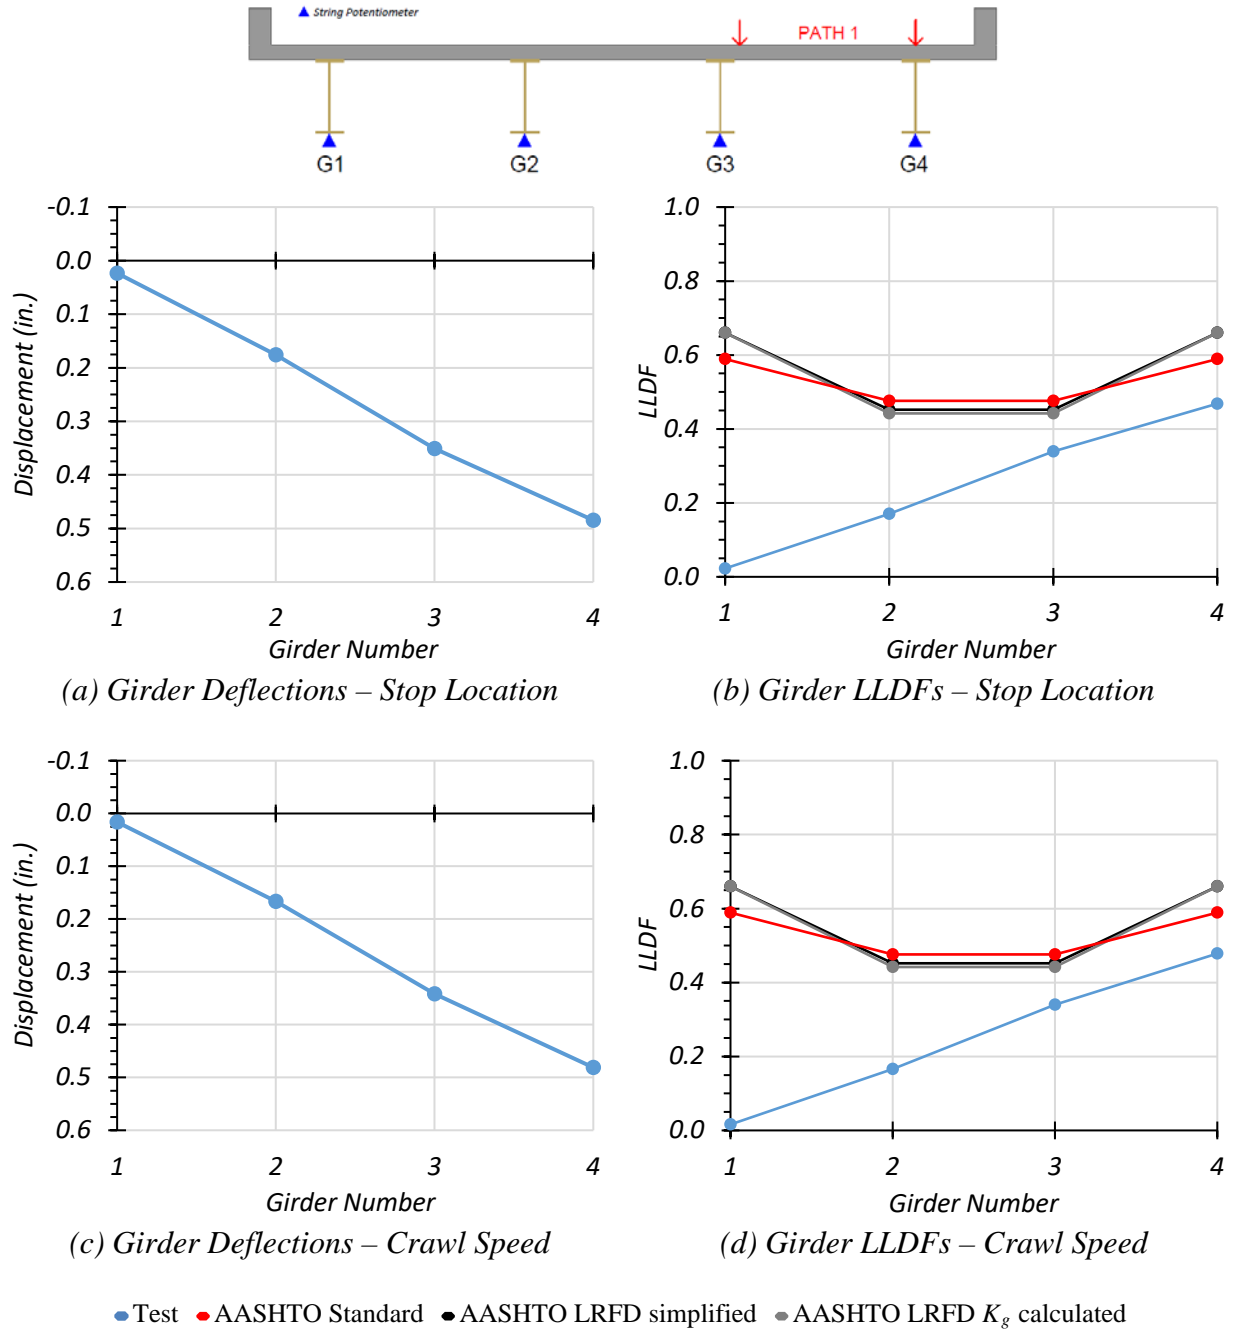 String Potentiometer
PATH 1
G1 G2 G3 G4
-0.1
0.0
0.1
0.2
0.3
0.4
0.5
0.6
Displacement (in.)
1 2 3 4
Girder Number
(a) Girder Deflections – Stop Location
1.0
0.8
0.6
0.4
0.2
0.0
LLDF
1 2 3 4
Girder Number
(b) Girder LLDFs – Stop Location
-0.1
0.0
0.1
0.2
0.3
0.4
0.5
0.6
Displacement (in.)
1 2 3 4
Girder Number
(c) Girder Deflections – Crawl Speed
1.0
0.8
0.6
0.4
0.2
0.0
LLDF
1 2 3 4
Girder Number
(d) Girder LLDFs – Crawl Speed
Test AASHTO Standard AASHTO LRFD simplified AASHTO LRFD K_g calculated